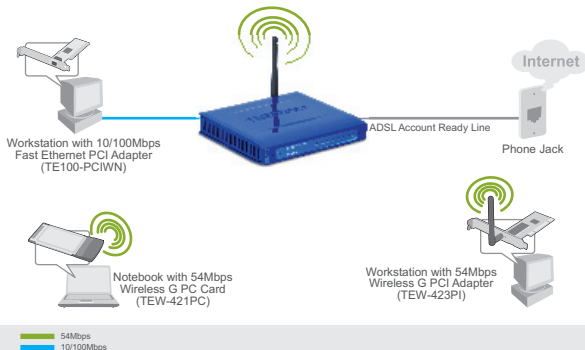 Internet
ADSL Account Ready Line
Phone Jack
Workstation with 10/100Mbps
Fast Ethernet PCI Adapter
(TE100-PCIWN)
Notebook with 54Mbps
Wireless G PC Card
(TEW-421PC)
Workstation with 54Mbps
Wireless G PCI Adapter
(TEW-423PI)
54Mbps
10/100Mbps